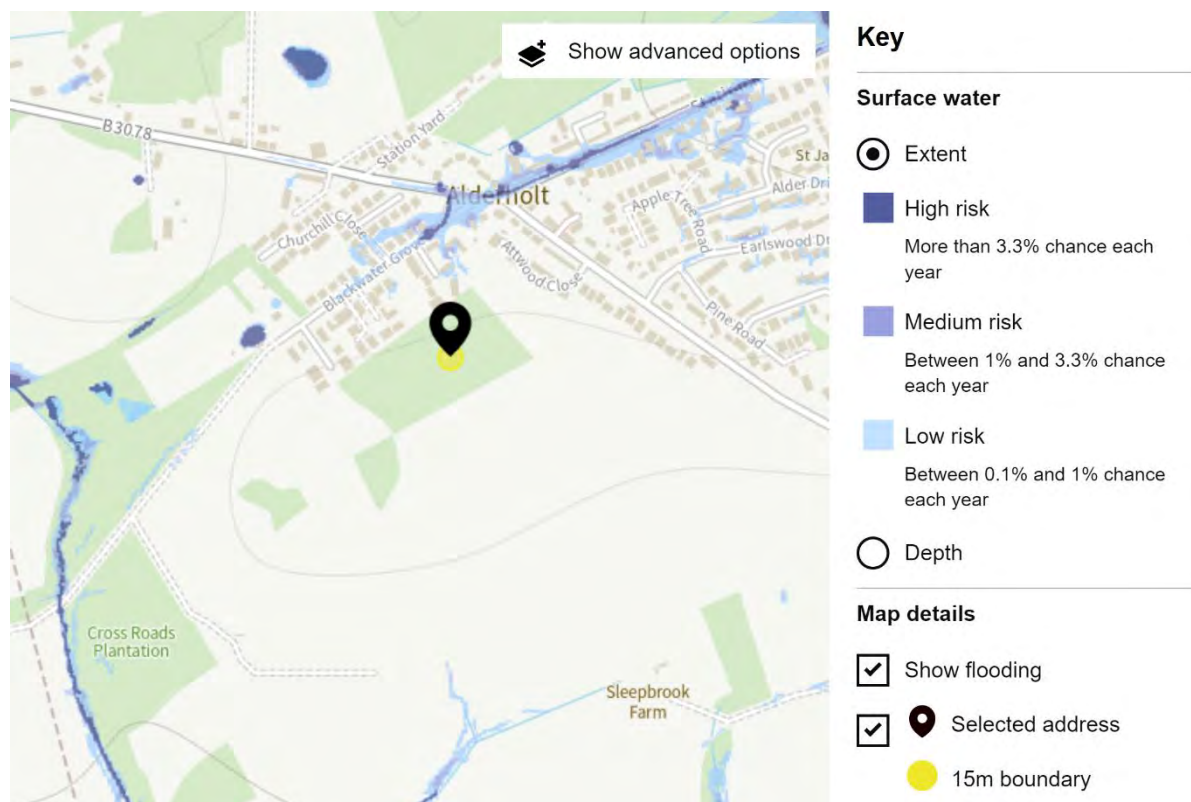 Show advanced options
B3078
Station Yard
St Ja
Alderholt
Alder Dri
Apple Tree Road
Churchill Close
Earlswood Dr
Attwood Close
Blackwater Grove
Pine Road
Cross Roads
Plantation
Sleepbrook
Farm
Key
Surface water
Extent
High risk
More than 3.3% chance each
year
Medium risk
Between 1% and 3.3% chance
each year
Low risk
Between 0.1% and 1% chance
each year
Depth
Map details
Show flooding
Selected address
15m boundary